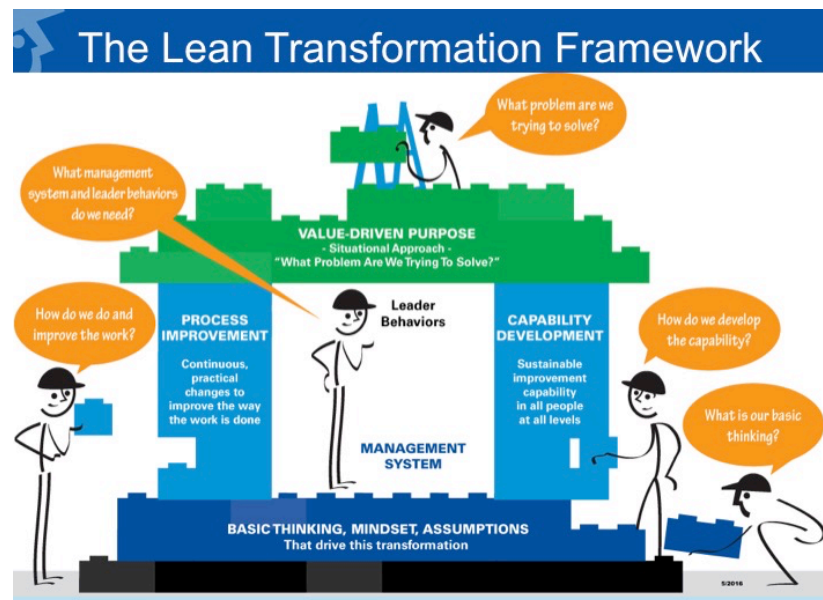 The Lean Transformation Framework
What problem are we
trying to solve?
What management
system and leader behaviors
do we need?
VALUE-DRIVEN PURPOSE
- Situational Approach -
"What Problem Are We Trying To Solve?"
How do we do and
improve the work?
PROCESS
IMPROVEMENT
Continuous,
practical
changes to
improve the way
the work is done
Leader
Behaviors
MANAGEMENT
SYSTEM
CAPABILITY
DEVELOPMENT
Sustainable
improvement
capability
in all people
at all levels
How do we develop
the capability?
What is our basic
thinking?
BASIC THINKING, MINDSET, ASSUMPTIONS
That drive this transformation
5/2016